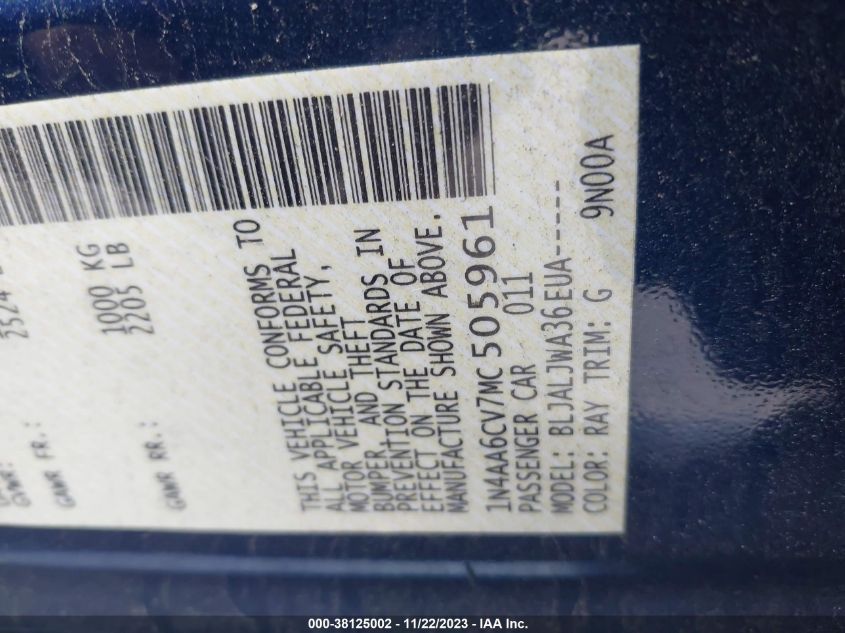 2524
GVWR:
GAWR FR.:
1000 KG
2205 LB
GAWR RR.:
THIS VEHICLE CONFORMS TO
ALL APPLICABLE FEDERAL
MOTOR VEHICLE SAFETY,
BUMPER, AND THEFT
PREVENTION STANDARDS IN
EFFECT ON THE DATE OF
MANUFACTURE SHOWN ABOVE.
1N4AA6CV7MC505961
PASSENGER CAR 011
MODEL: BLJALJWA36EUA-----
COLOR: RAY TRIM: G 9N00A
000-38125002 - 11/22/2023 - IAA Inc.